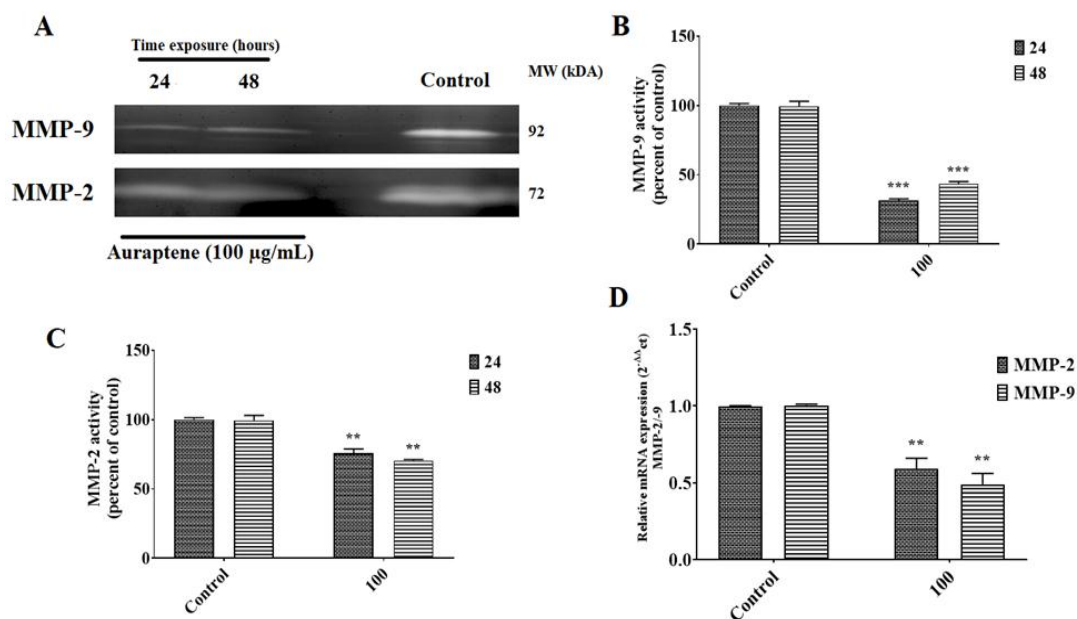 A
Time exposure (hours)
24 48 Control MW (kDA)
MMP-9 92
MMP-2 72
Auraptene (100 µg/mL)
B
MMP-9 activity
(percent of control)
150
100
50
0
24
48
***
***
Control
100
C
MMP-2 activity
(percent of control)
150
100
50
0
24
48
**
**
Control
100
D
Relative mRNA expression (2^-ΔΔct)
MMP-2/-9
1.5
1.0
0.5
0.0
MMP-2
MMP-9
**
**
Control
100